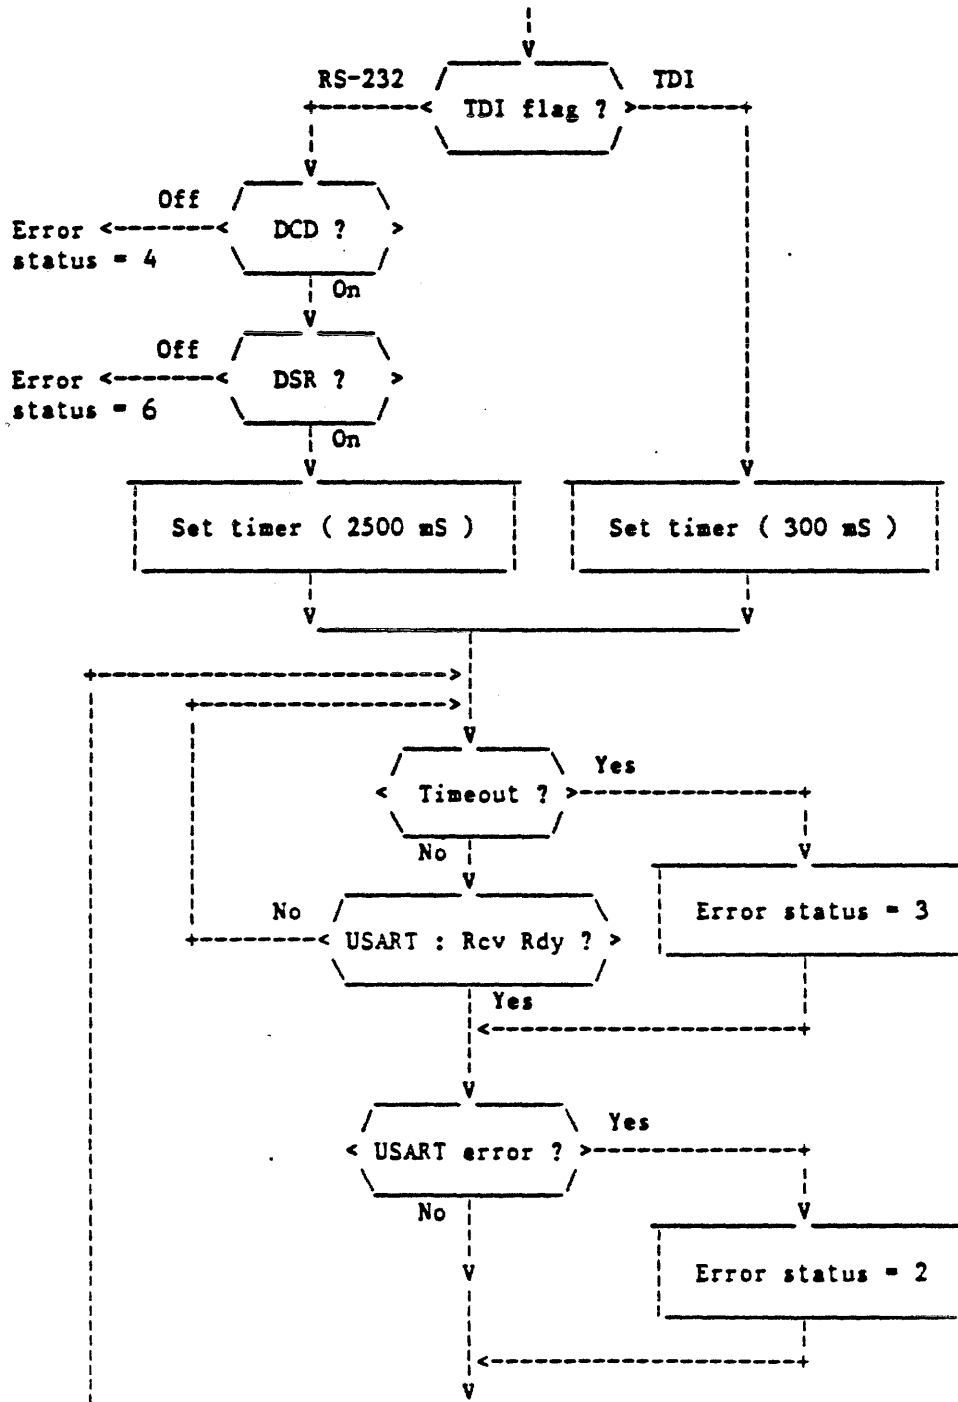 RS-232
TDI
TDI flag ?
Off
DCD ?
Error
status = 4
On
Off
DSR ?
Error
status = 6
On
Set timer ( 2500 mS )
Set timer ( 300 mS )
Timeout ?
Yes
No
No
USART : Rcv Rdy ?
Error status = 3
Yes
USART error ?
Yes
No
Error status = 2